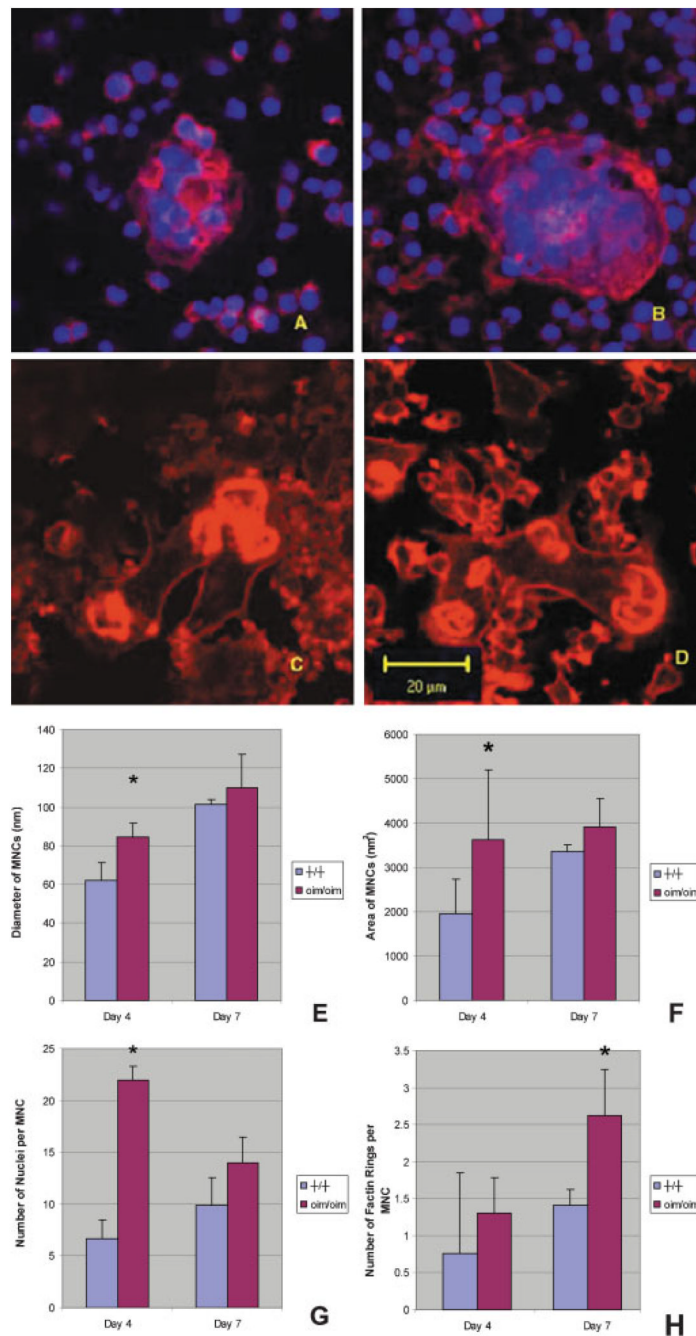 A
B
C
D
20 µm
Diameter of MNCs (nm)
140
120
100
80
60
40
20
0
*
Day 4
Day 7
+/+
oim/oim
E
Area of MNCs (nm²)
6000
5000
4000
3000
2000
1000
0
*
Day 4
Day 7
+/+
oim/oim
F
Number of Nuclei per MNC
25
20
15
10
5
0
*
Day 4
Day 7
+/+
oim/oim
G
Number of Factin Rings per
MNC
3.5
3
2.5
2
1.5
1
0.5
0
*
Day 4
Day 7
+/+
oim/oim
H